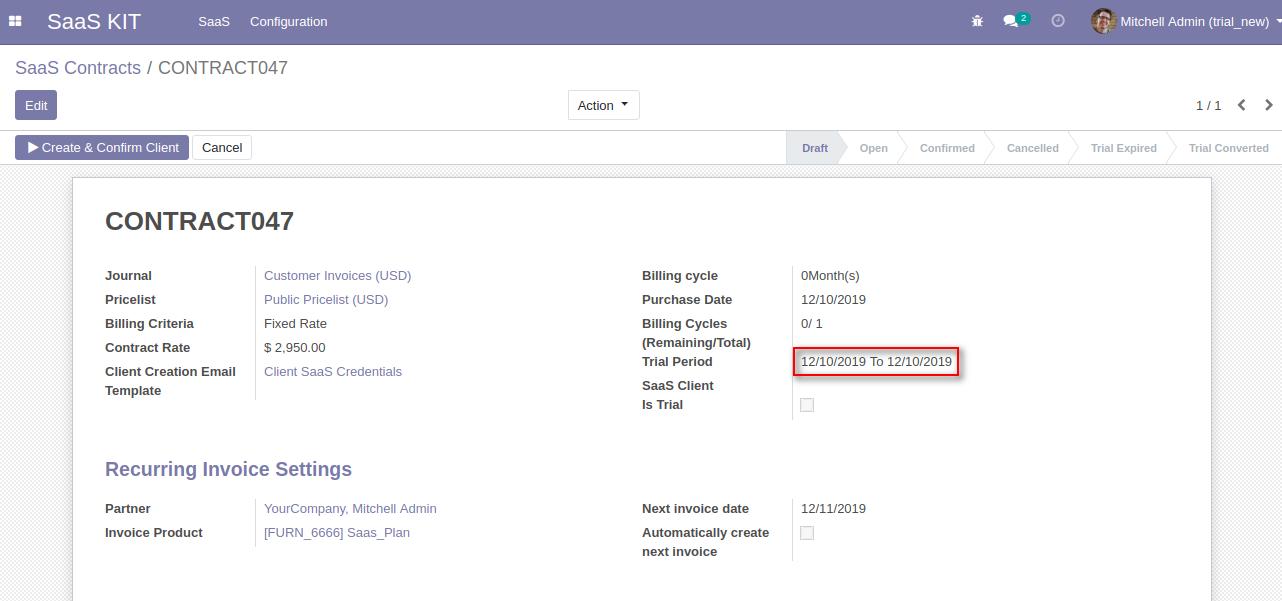 SaaS KIT SaaS Configuration 2 Mitchell Admin (trial_new)
SaaS Contracts / CONTRACT047
Edit Action 1 / 1
Create & Confirm Client Cancel Draft Open Confirmed Cancelled Trial Expired Trial Converted
CONTRACT047
Journal Customer Invoices (USD)
Pricelist Public Pricelist (USD)
Billing Criteria Fixed Rate
Contract Rate $ 2,950.00
Client Creation Email Client SaaS Credentials
Template
Billing cycle 0Month(s)
Purchase Date 12/10/2019
Billing Cycles 0/ 1
(Remaining/Total)
Trial Period 12/10/2019 To 12/10/2019
SaaS Client
Is Trial
Recurring Invoice Settings
Partner YourCompany, Mitchell Admin
Invoice Product [FURN_6666] Saas_Plan
Next invoice date 12/11/2019
Automatically create
next invoice